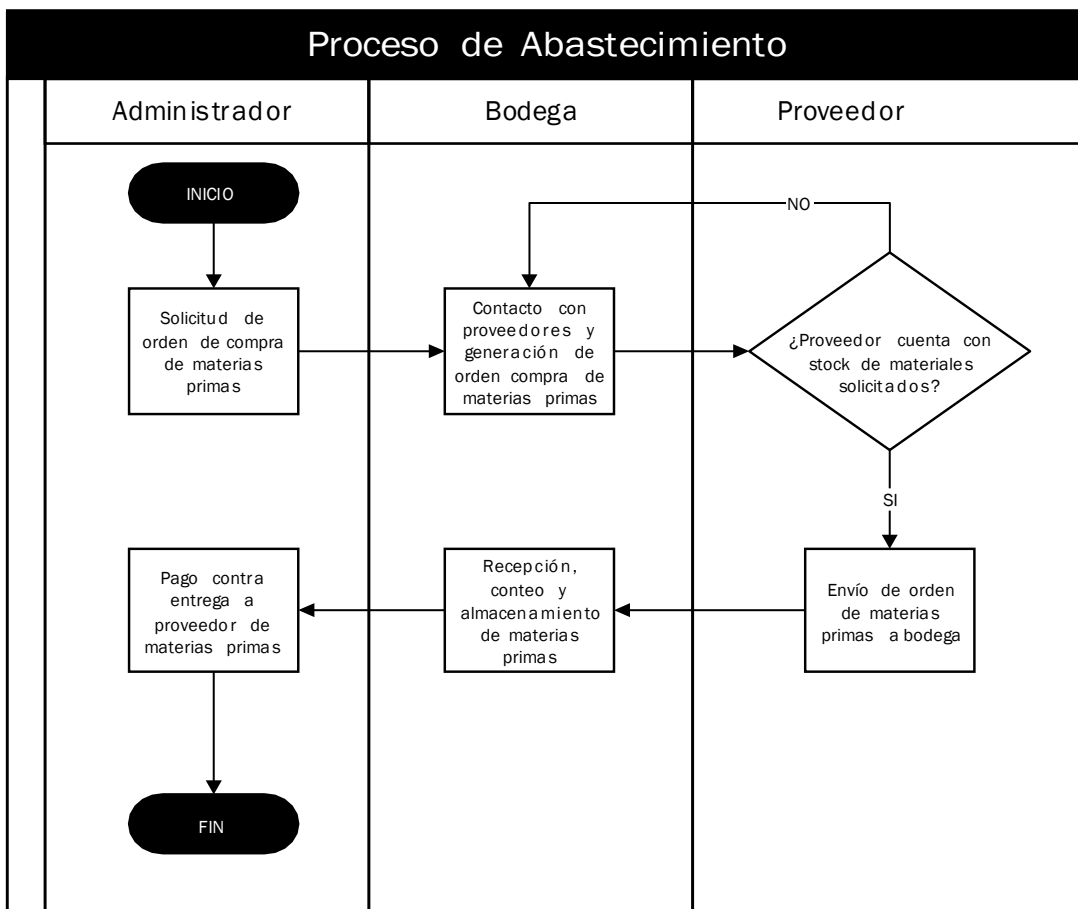 Proceso de Abastecimiento
Administrador
Bodega
Proveedor
INICIO
NO
Solicitud de
orden de compra
de materias
primas
Contacto con
proveedores y
generación de
orden compra de
materias primas
¿Proveedor cuenta con
stock de materiales
solicitados?
SI
Pago contra
entrega a
proveedor de
materias primas
Recepción,
conteo y
almacenamiento
de materias
primas
Envío de orden
de materias
primas a bodega
FIN